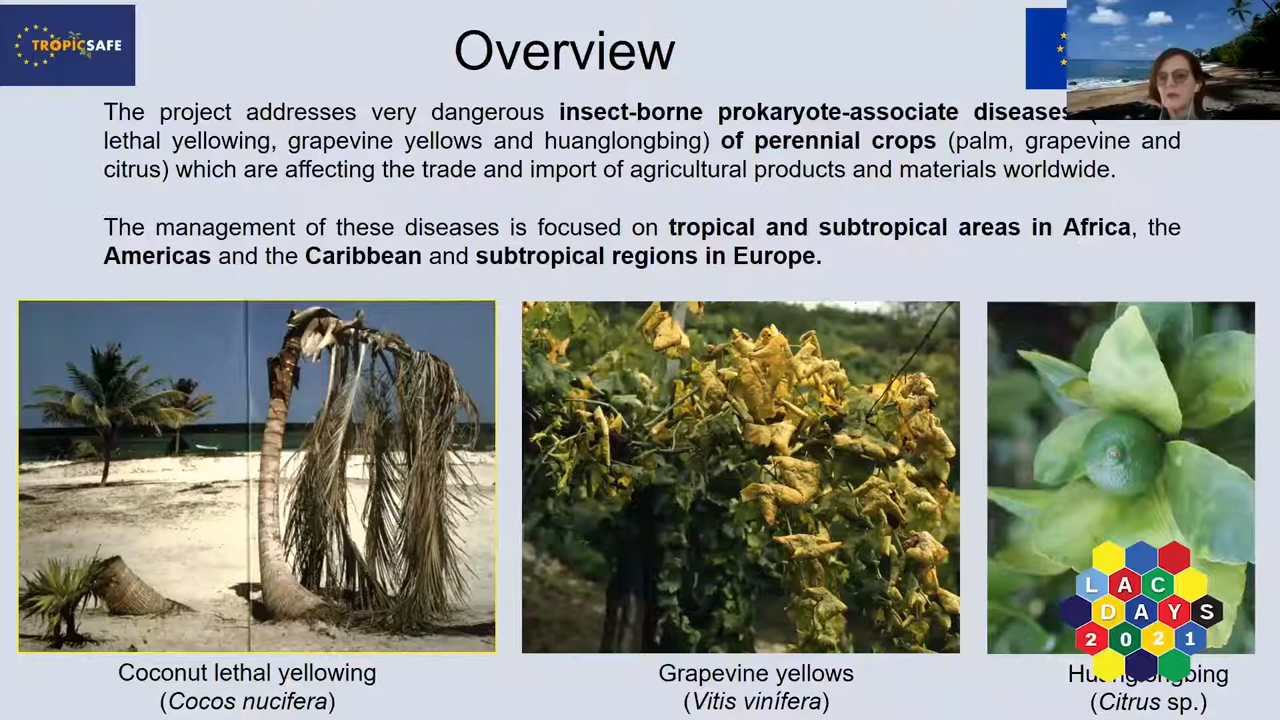 TROPICSAFE
Overview
The project addresses very dangerous insect-borne prokaryote-associate diseases
lethal yellowing, grapevine yellows and huanglongbing) of perennial crops (palm, grapevine and
citrus) which are affecting the trade and import of agricultural products and materials worldwide.
The management of these diseases is focused on tropical and subtropical areas in Africa, the
Americas and the Caribbean and subtropical regions in Europe.
LAC
DAYS
2021
Coconut lethal yellowing
(Cocos nucifera)
Grapevine yellows
(Vitis vinífera)
(Citrus sp.)